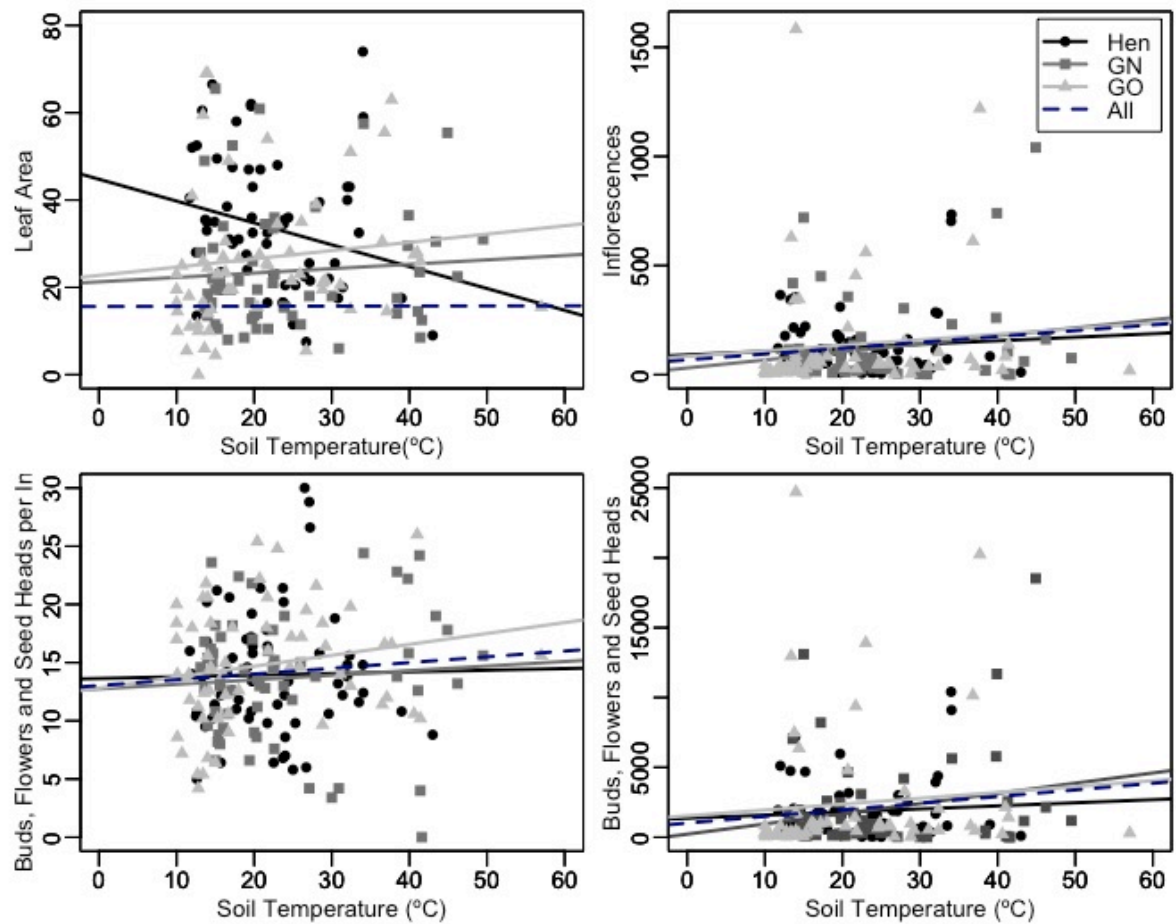 Leaf Area
0 20 40 60 80
0 10 20 30 40 50 60
Soil Temperature(ºC)
Inflorescences
0 500 1000 1500
0 10 20 30 40 50 60
Soil Temperature (ºC)
Hen
GN
GO
All
Buds, Flowers and Seed Heads per In
0 5 10 15 20 25 30
0 10 20 30 40 50 60
Soil Temperature (ºC)
Buds, Flowers and Seed Heads
0 5000 15000 25000
0 10 20 30 40 50 60
Soil Temperature (ºC)